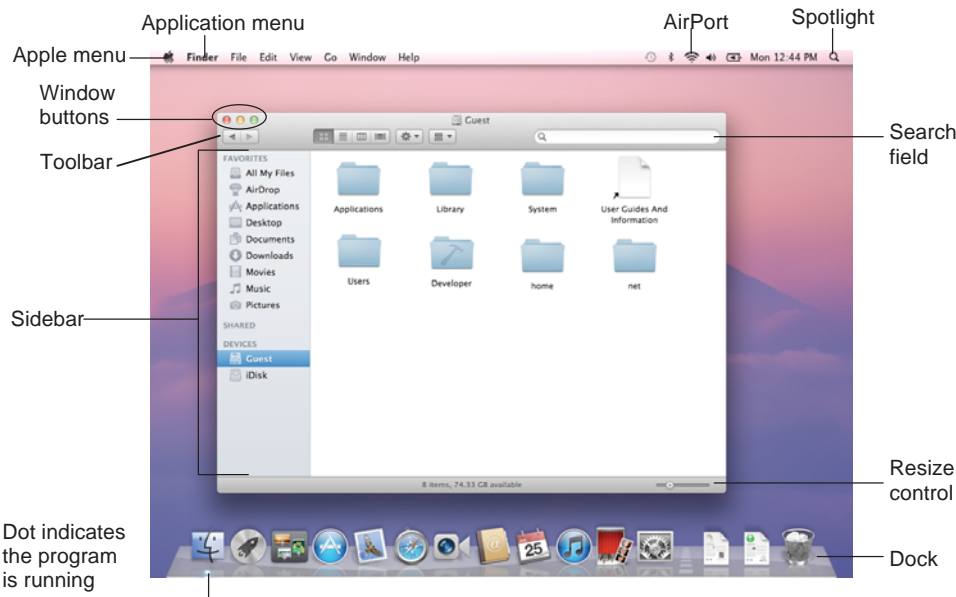 Application menu
AirPort
Spotlight
Apple menu
Finder File Edit View Go Window Help
Mon 12:44 PM
Window
buttons
Guest
Toolbar
Search
field
FAVORITES
All My Files
AirDrop
Applications
Desktop
Documents
Downloads
Movies
Music
Pictures
SHARED
DEVICES
Guest
iDisk
Applications
Library
System
User Guides And
Information
Users
Developer
home
net
Sidebar
8 items, 74.33 GB available
Resize
control
Dot indicates
the program
is running
25
Dock